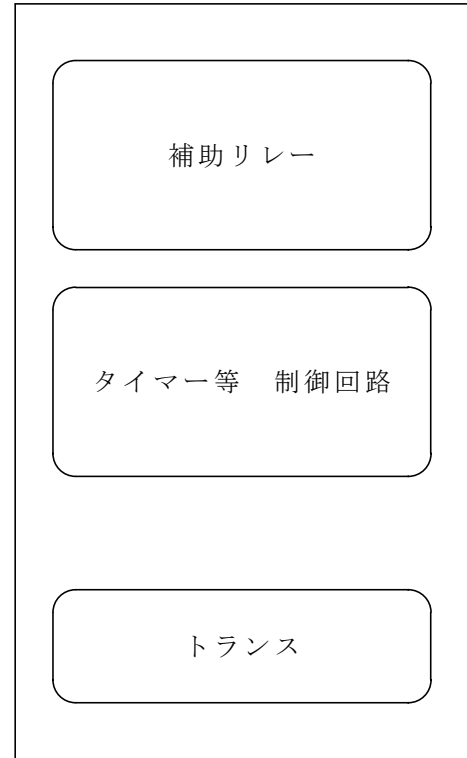 補助リレー
タイマー等　制御回路
トランス